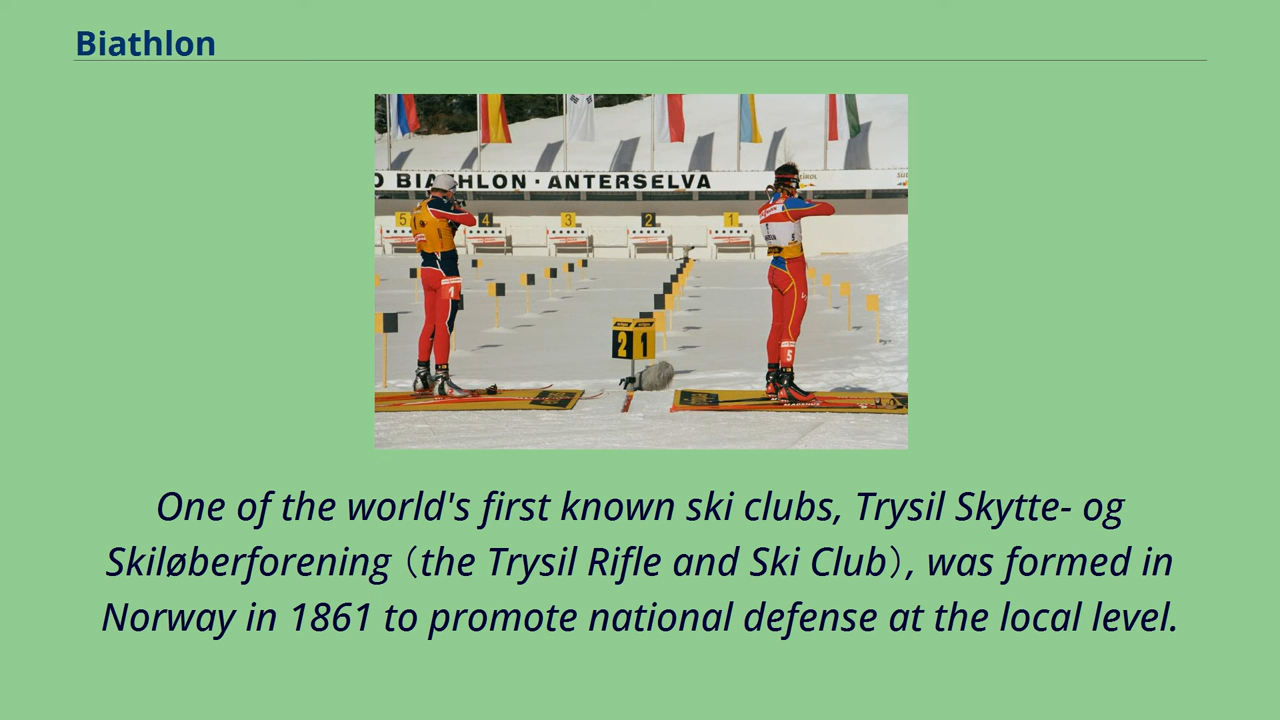 Biathlon
O BIATHLON · ANTERSELVA
5 4 3 2 1
2 1
1
5
One of the world's first known ski clubs, Trysil Skytte- og
Skiløberforening (the Trysil Rifle and Ski Club), was formed in
Norway in 1861 to promote national defense at the local level.